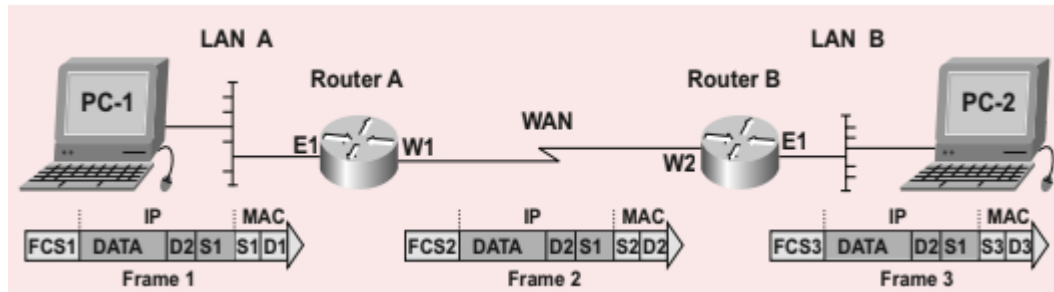 LAN A LAN B
PC-1 Router A Router B PC-2
WAN
E1 W1 W2 E1
IP MAC IP MAC IP MAC
FCS1 DATA D2 S1 S1 D1 FCS2 DATA D2 S1 S2 D2 FCS3 DATA D2 S1 S3 D3
Frame 1 Frame 2 Frame 3